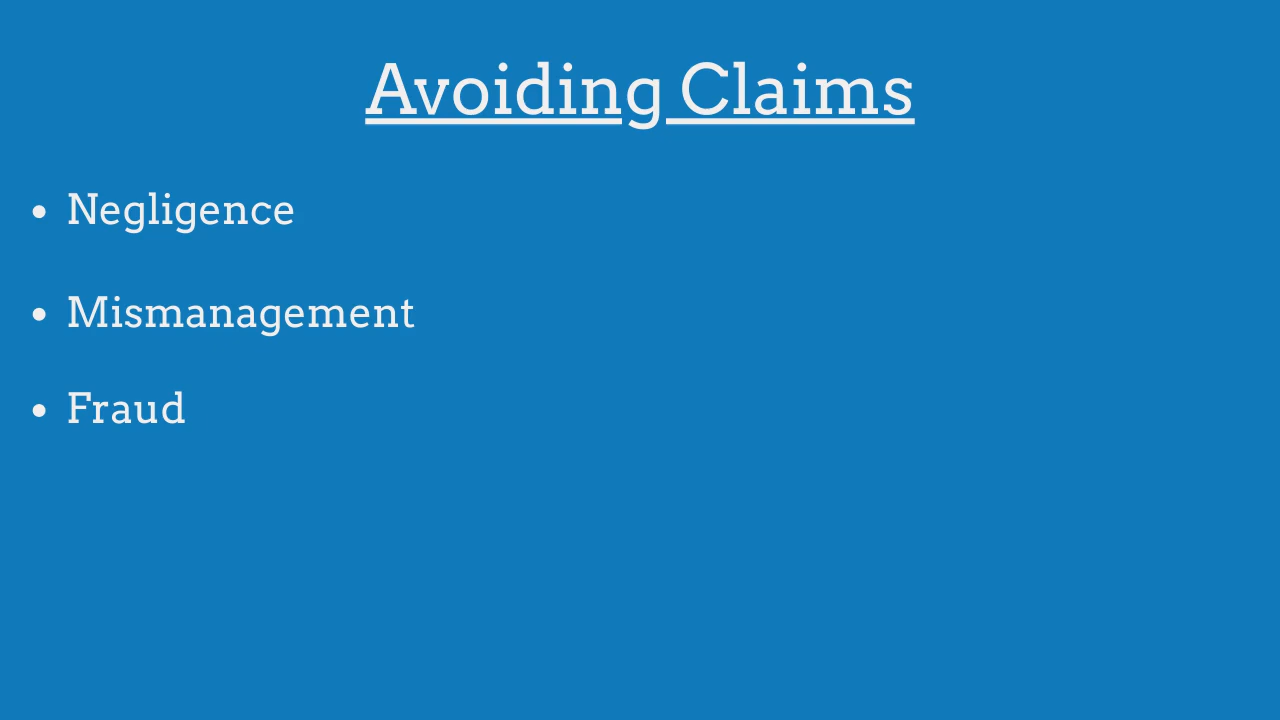 Avoiding Claims
• Negligence
• Mismanagement
• Fraud